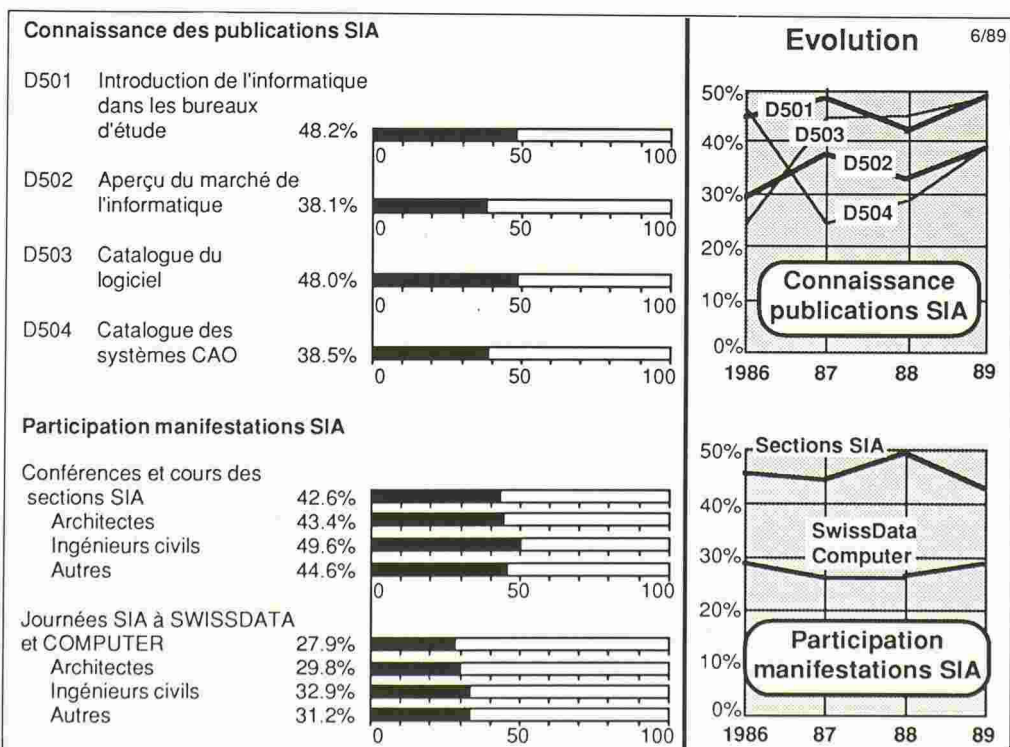 Connaissance des publications SIA
D501 Introduction de l'informatique
dans les bureaux
d'étude 48.2%
0 50 100
D502 Aperçu du marché de
l'informatique 38.1%
0 50 100
D503 Catalogue du
logiciel 48.0%
0 50 100
D504 Catalogue des
systèmes CAO 38.5%
0 50 100
Participation manifestations SIA
Conférences et cours des
sections SIA 42.6%
Architectes 43.4%
Ingénieurs civils 49.6%
Autres 44.6%
0 50 100
Journées SIA à SWISSDATA
et COMPUTER 27.9%
Architectes 29.8%
Ingénieurs civils 32.9%
Autres 31.2%
0 50 100
Evolution 6/89
50%
D501
D503
40%
D502
30%
D504
20%
Connaissance
10%
publications SIA
0%
1986 87 88 89
50% Sections SIA
40%
SwissData
Computer
30%
20%
Participation
10%
manifestations SIA
0%
1986 87 88 89